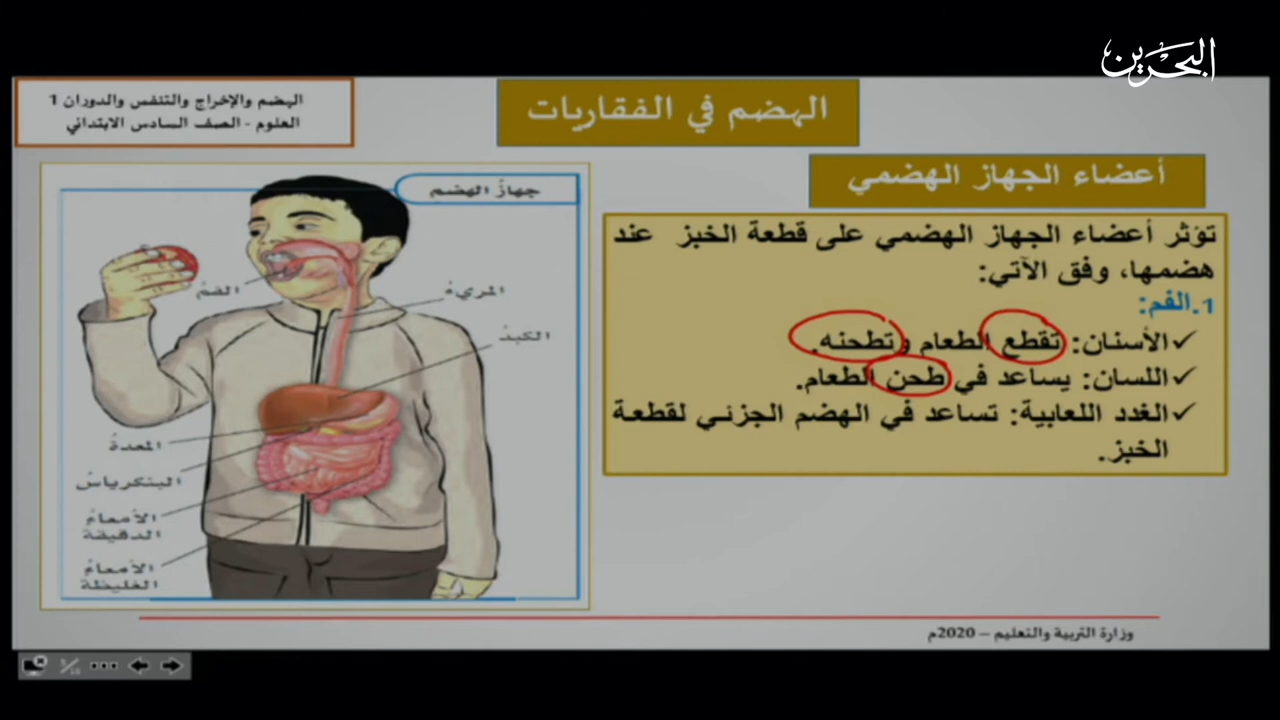 البحرين
الهضم والإخراج والتنفس والدوران 1
العلوم - الصف السادس الابتدائي
الهضم في الفقاريات
أعضاء الجهاز الهضمي
تؤثر أعضاء الجهاز الهضمي على قطعة الخبز عند
هضمها، وفق الآتي:
1.الفم:
✓الأسنان: تقطع الطعام وتطحنه.
✓اللسان: يساعد في طحن الطعام.
✓الغدد اللعابية: تساعد في الهضم الجزئي لقطعة
الخبز.
جهازُ الهضم
الفمُ
المريءُ
الكبدُ
المعدةُ
البنكرياسُ
الأمعاءُ
الدقيقة
الأمعاءُ
الغليظة
وزارة التربية والتعليم – 2020م